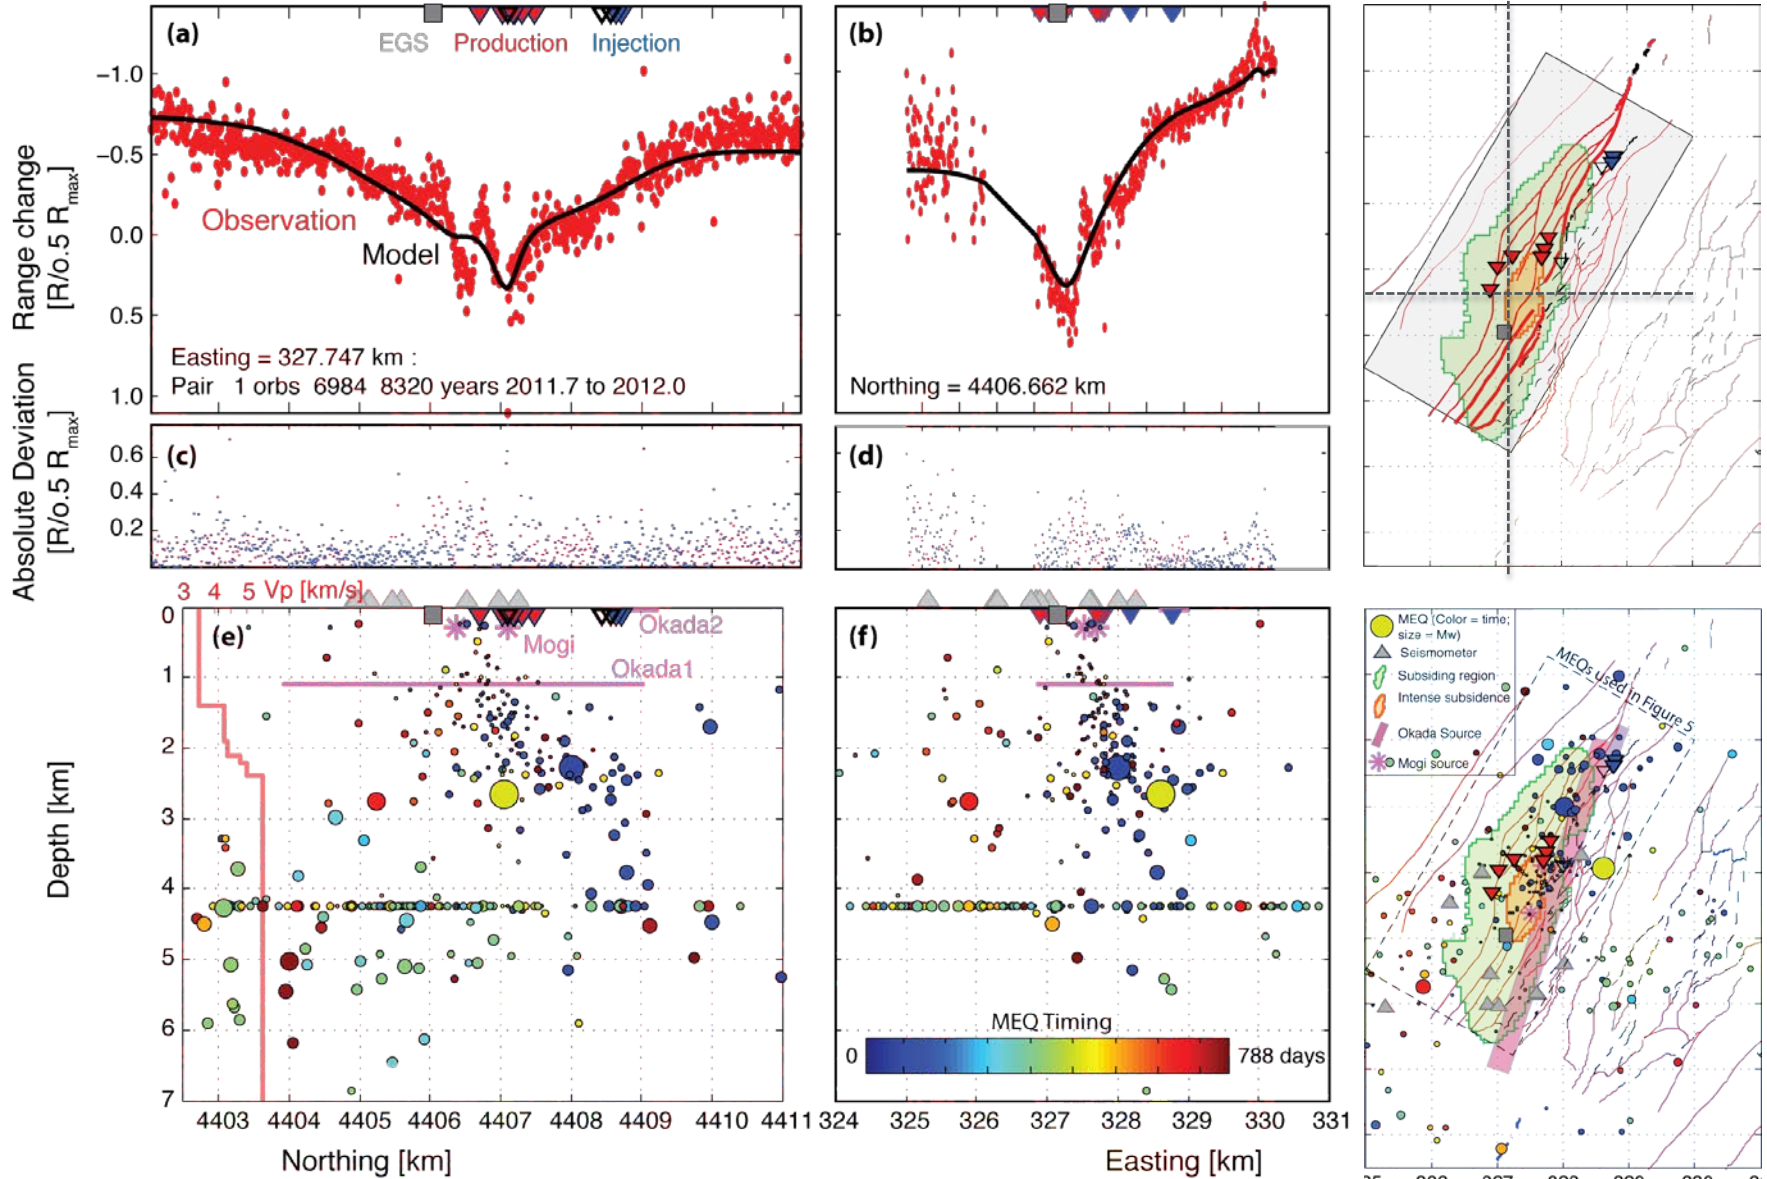 (a)
EGS Production Injection
−1.0
−0.5
0.0
0.5
1.0
Range change
[R/o.5 Rmax]
Observation
Model
Easting = 327.747 km :
Pair 1 orbs 6984 8320 years 2011.7 to 2012.0
(b)
Northing = 4406.662 km
Absolute Deviation
[R/o.5 Rmax]
(c)
0.6
0.4
0.2
(d)
3 4 5 Vp [km/s]
(e)
Okada2
Mogi
Okada1
0
1
2
3
4
5
6
7
Depth [km]
4403 4404 4405 4406 4407 4408 4409 4410 4411
Northing [km]
(f)
MEQ Timing
0 788 days
324 325 326 327 328 329 330 331
Easting [km]
MEQ (Color = time;
size = Mw)
Seismometer
Subsiding region
Intense subsidence
Okada Source
Mogi source
MEQs used in Figure 5